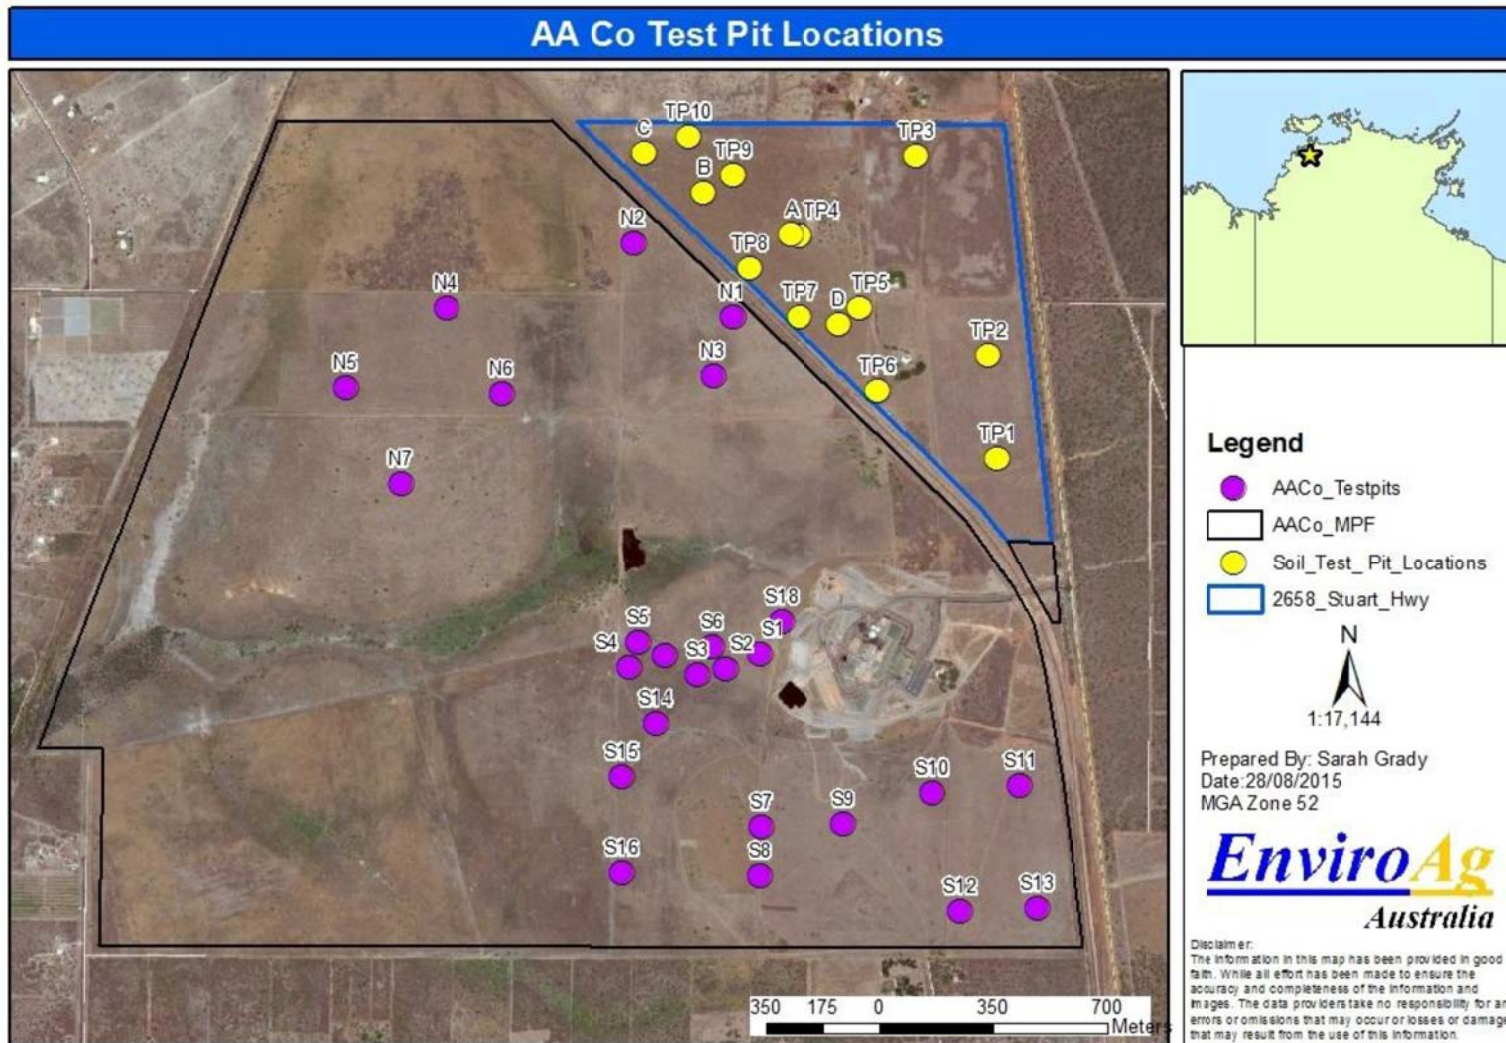 AA Co Test Pit Locations
C
TP10
TP9
TP3
B
N2
A TP4
TP8
N4
N1
TP7
D
TP5
TP2
N5
N6
N3
TP6
N7
TP1
S18
S5
S6
S1
S4
S3
S2
S14
S15
S7
S9
S10
S11
S16
S8
S12
S13
350 175 0 350 700
Meters
Legend
AACo_Testpits
AACo_MPF
Soil_Test_ Pit_Locations
2658_Stuart_Hwy
N
1:17,144
Prepared By: Sarah Grady
Date:28/08/2015
MGA Zone 52
EnviroAg
Australia
Disclaimer:
The information in this map has been provided in good
faith. While all effort has been made to ensure the
accuracy and completeness of the information and
images. The data providers take no responsibility for
errors or omissions that may occur or losses or damage
that may result from the use of this information.